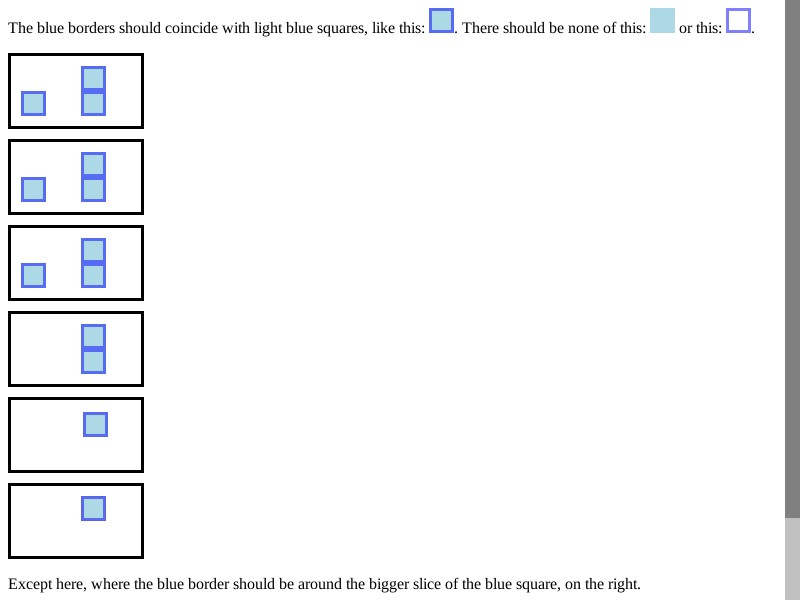 The blue borders should coincide with light blue squares, like this: . There should be none of this: or this: .
Except here, where the blue border should be around the bigger slice of the blue square, on the right.